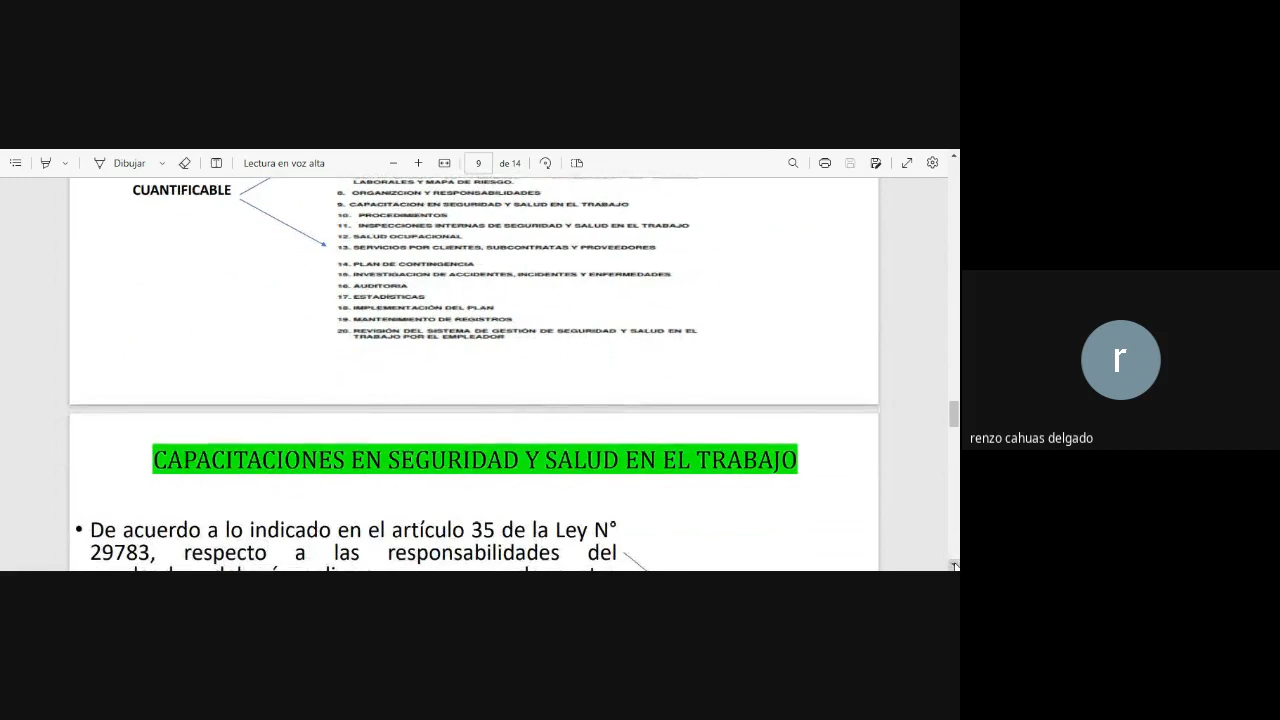 Dibujar
Lectura en voz alta
9 de 14
CUANTIFICABLE
LABORALES Y MAPA DE RIESGO.
8. ORGANIZCION Y RESPONSABILIDADES
9. CAPACITACION EN SEGURIDAD Y SALUD EN EL TRABAJO
10. PROCEDIMIENTOS
11. INSPECCIONES INTERNAS DE SEGURIDAD Y SALUD EN EL TRABAJO
12. SALUD OCUPACIONAL
13. SERVICIOS POR CLIENTES, SUBCONTRATAS Y PROVEEDORES
14. PLAN DE CONTINGENCIA
15. INVESTIGACION DE ACCIDENTES, INCIDENTES Y ENFERMEDADES
16. AUDITORIA
17. ESTADÍSTICAS
18. IMPLEMENTACIÓN DEL PLAN
19. MANTENIMIENTO DE REGISTROS
20. REVISIÓN DEL SISTEMA DE GESTIÓN DE SEGURIDAD Y SALUD EN EL
TRABAJO POR EL EMPLEADOR
CAPACITACIONES EN SEGURIDAD Y SALUD EN EL TRABAJO
• De acuerdo a lo indicado en el artículo 35 de la Ley N°
29783, respecto a las responsabilidades del
r
renzo cahuas delgado